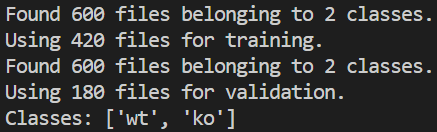 Found 600 files belonging to 2 classes.
Using 420 files for training.
Found 600 files belonging to 2 classes.
Using 180 files for validation.
Classes: ['wt', 'ko']